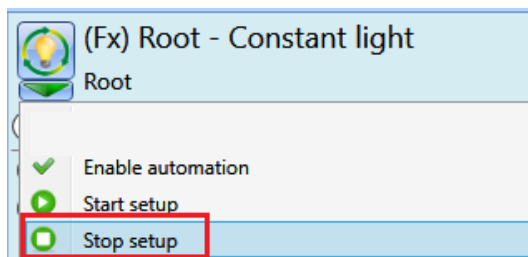 (Fx) Root - Constant light
Root
Enable automation
Start setup
Stop setup